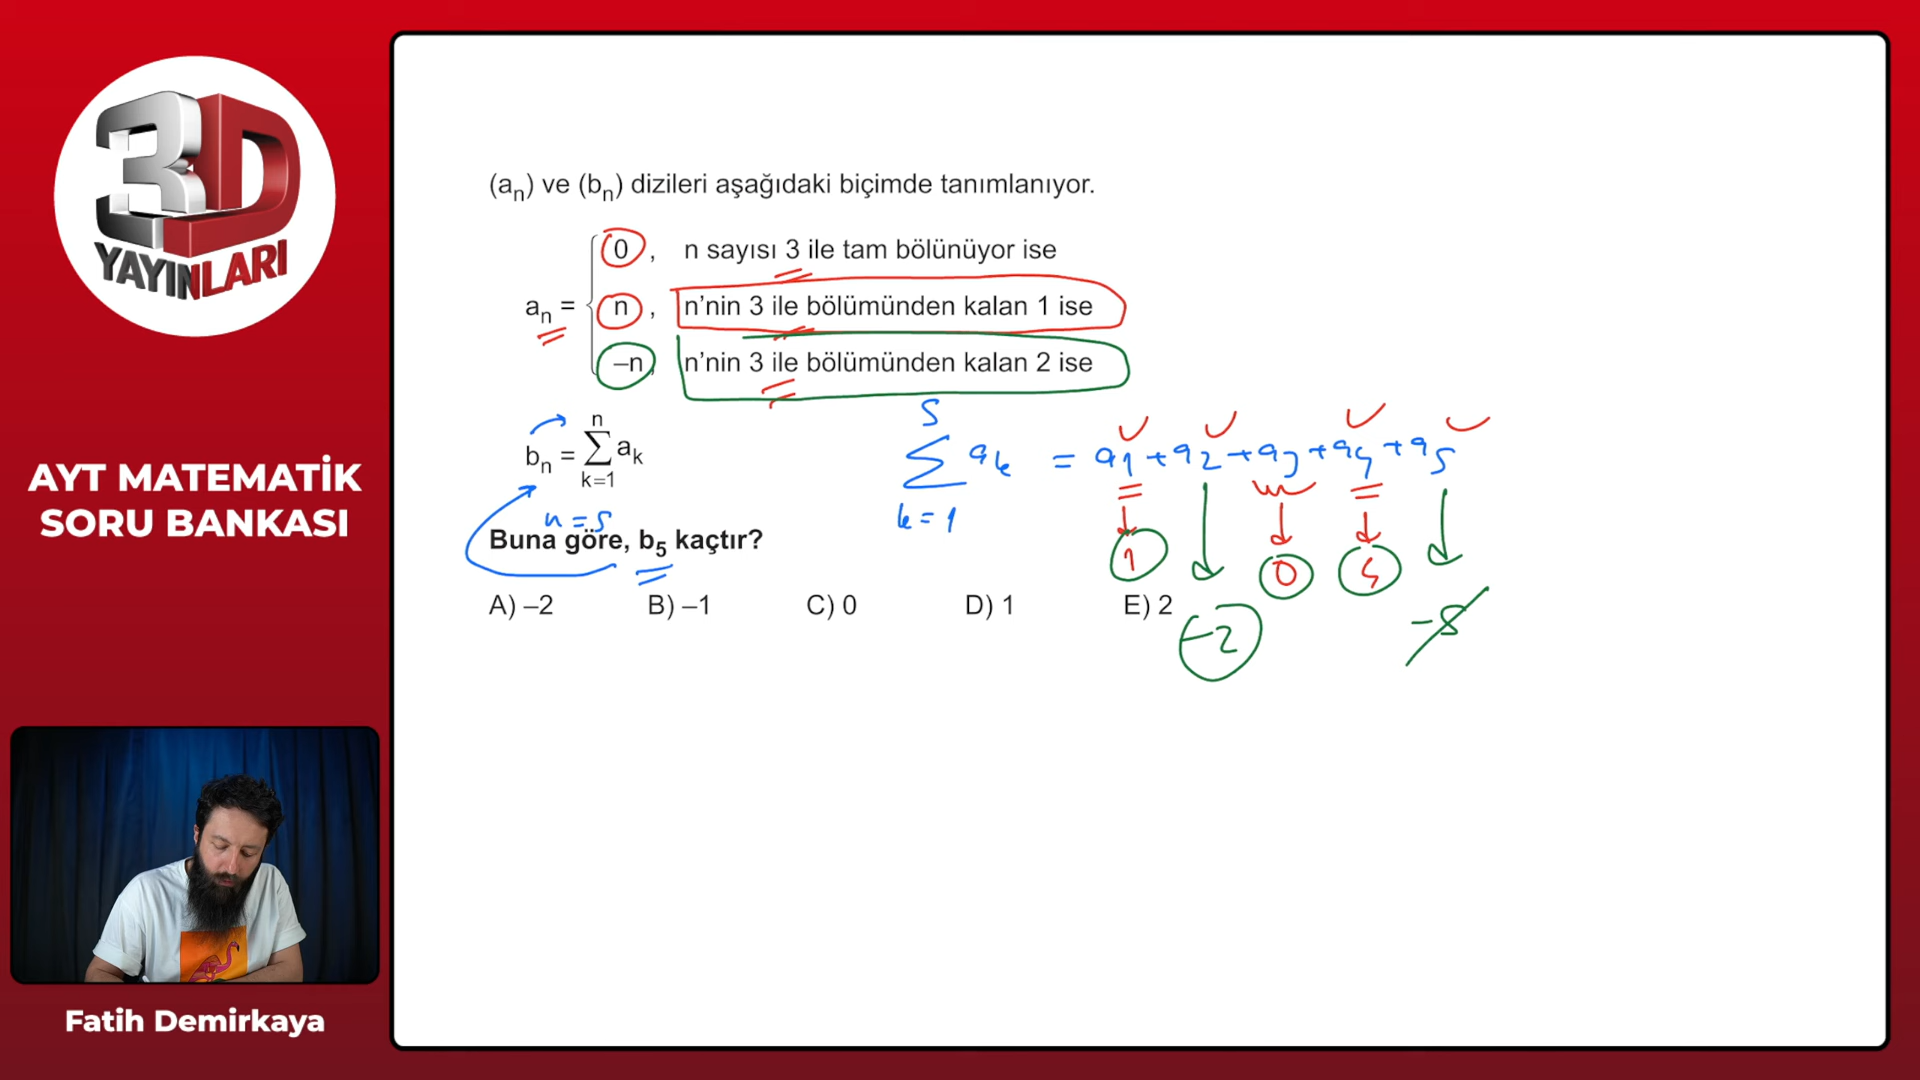 3D
YAYINLARI
AYT MATEMATİK
SORU BANKASI
Fatih Demirkaya
(aₙ) ve (bₙ) dizileri aşağıdaki biçimde tanımlanıyor.
0 , n sayısı 3 ile tam bölünüyor ise
aₙ = n , n’nin 3 ile bölümünden kalan 1 ise
–n n’nin 3 ile bölümünden kalan 2 ise
bₙ = n ∑ k=1 aₖ
n = 5
Buna göre, b₅ kaçtır?
A) –2 B) –1 C) 0 D) 1 E) 2
5 ∑ k = 1 aₖ = a1 + a2 + a3 + a4 + a5
1 0 4
-2 -5